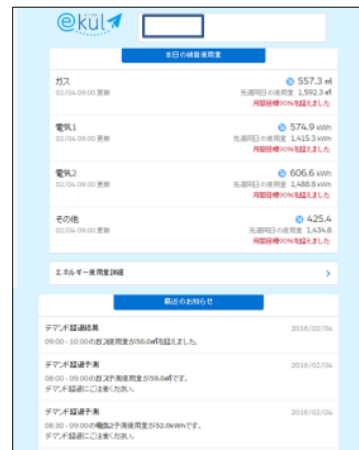 ekul
本日の積算使用量
ガス
557.3 ㎥
02/04 09:00 更新
先週同日の使用量 1,592.3 ㎥
月間目標90%を超えました
電気1
574.9 kWh
02/04 09:00 更新
先週同日の使用量 1,415.3 kWh
月間目標90%を超えました
電気2
606.6 kWh
02/04 09:00 更新
先週同日の使用量 1,488.8 kWh
月間目標90%を超えました
その他
425.4
02/04 09:00 更新
先週同日の使用量 1,434.8
月間目標90%を超えました
エネルギー使用量詳細
最近のお知らせ
デマンド超過結果
2016/02/04
09:00 - 10:00のガス使用量が50.0㎥を超えました。
デマンド超過予測
2016/02/04
08:00 - 09:00のガス予測使用量が59.0㎥です。
デマンド超過にご注意ください。
デマンド超過予測
2016/02/04
08:30 - 09:00の電気2予測使用量が52.0kWhです。
デマンド超過にご注意ください。